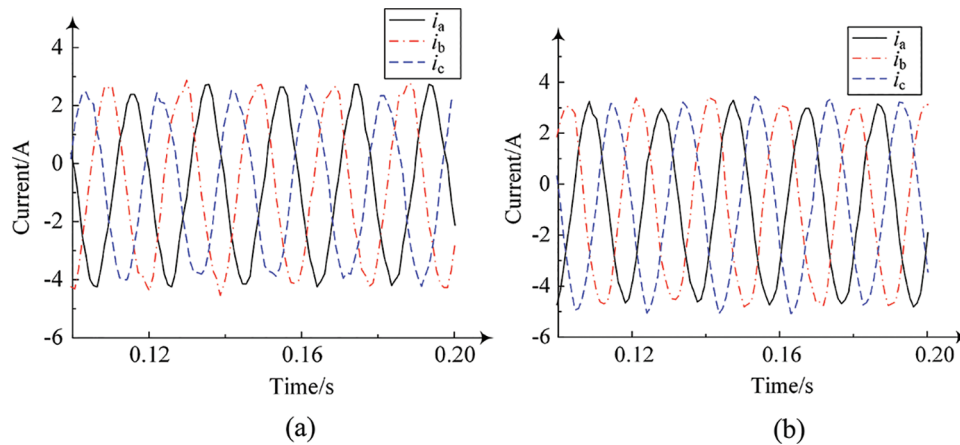 i_a
i_b
i_c
4
2
0
-2
-4
-6
Current/A
0.12
0.16
0.20
Time/s
(a)
i_a
i_b
i_c
4
2
0
-2
-4
-6
Current/A
0.12
0.16
0.20
Time/s
(b)